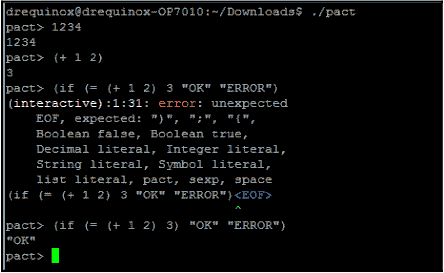 drequinox@drequinox-OP7010:~/Downloads$ ./pact
pact> 1234
1234
pact> (+ 1 2)
3
pact> (if (= (+ 1 2) 3 "OK" "ERROR")
(interactive):1:31: error: unexpected
EOF, expected: ")", ";", "{",
Boolean false, Boolean true,
Decimal literal, Integer literal,
String literal, Symbol literal,
list literal, pact, sexp, space
(if (= (+ 1 2) 3 "OK" "ERROR")<EOF>
^
pact> (if (= (+ 1 2) 3) "OK" "ERROR")
"OK"
pact>